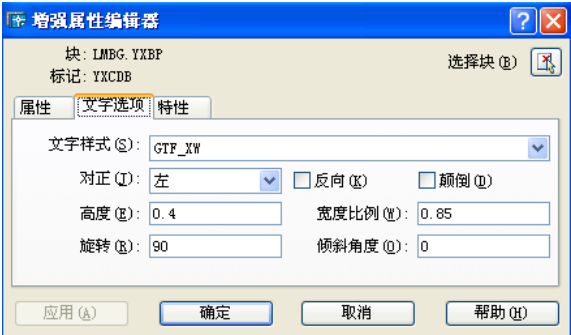 增强属性编辑器
块: LMBG.YXBP
标记: YXCDB
选择块(B)
属性 文字选项 特性
文字样式(S): GTF_XW
对正(J): 左 反向(K) 颠倒(D)
高度(E): 0.4 宽度比例(W): 0.85
旋转(R): 90 倾斜角度(O): 0
应用(A) 确定 取消 帮助(H)